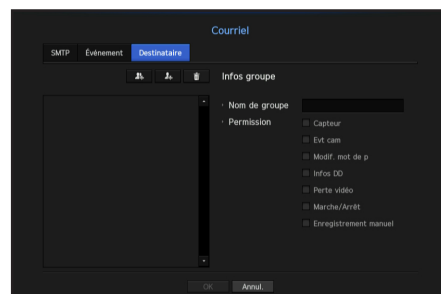 Courriel
SMTP Événement Destinataire
Infos groupe
· Nom de groupe
· Permission
Capteur
Evt cam
Modif. mot de p
Infos DD
Perte vidéo
Marche/Arrêt
Enregistrement manuel
OK Annul.